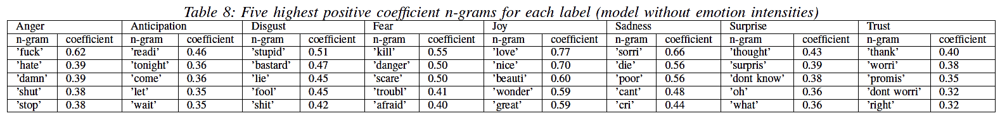 Table 8: Five highest positive coefficient n-grams for each label (model without emotion intensities)
Anger Anticipation Disgust Fear Joy Sadness Surprise Trust
n-gram coefficient n-gram coefficient n-gram coefficient n-gram coefficient n-gram coefficient n-gram coefficient n-gram coefficient n-gram coefficient
’fuck’ 0.62 ’readi’ 0.46 ’stupid’ 0.51 ’kill’ 0.55 ’love’ 0.77 ’sorri’ 0.66 ’thought’ 0.43 ’thank’ 0.40
’hate’ 0.39 ’tonight’ 0.36 ’bastard’ 0.47 ’danger’ 0.50 ’nice’ 0.70 ’die’ 0.56 ’surpris’ 0.39 ’worri’ 0.38
’damn’ 0.39 ’come’ 0.36 ’lie’ 0.45 ’scare’ 0.50 ’beauti’ 0.60 ’poor’ 0.56 ’dont know’ 0.38 ’promis’ 0.35
’shut’ 0.38 ’let’ 0.35 ’fool’ 0.45 ’troubl’ 0.41 ’wonder’ 0.59 ’cant’ 0.48 ’oh’ 0.36 ’dont worri’ 0.32
’stop’ 0.38 ’wait’ 0.35 ’shit’ 0.42 ’afraid’ 0.40 ’great’ 0.59 ’cri’ 0.44 ’what’ 0.36 ’right’ 0.32